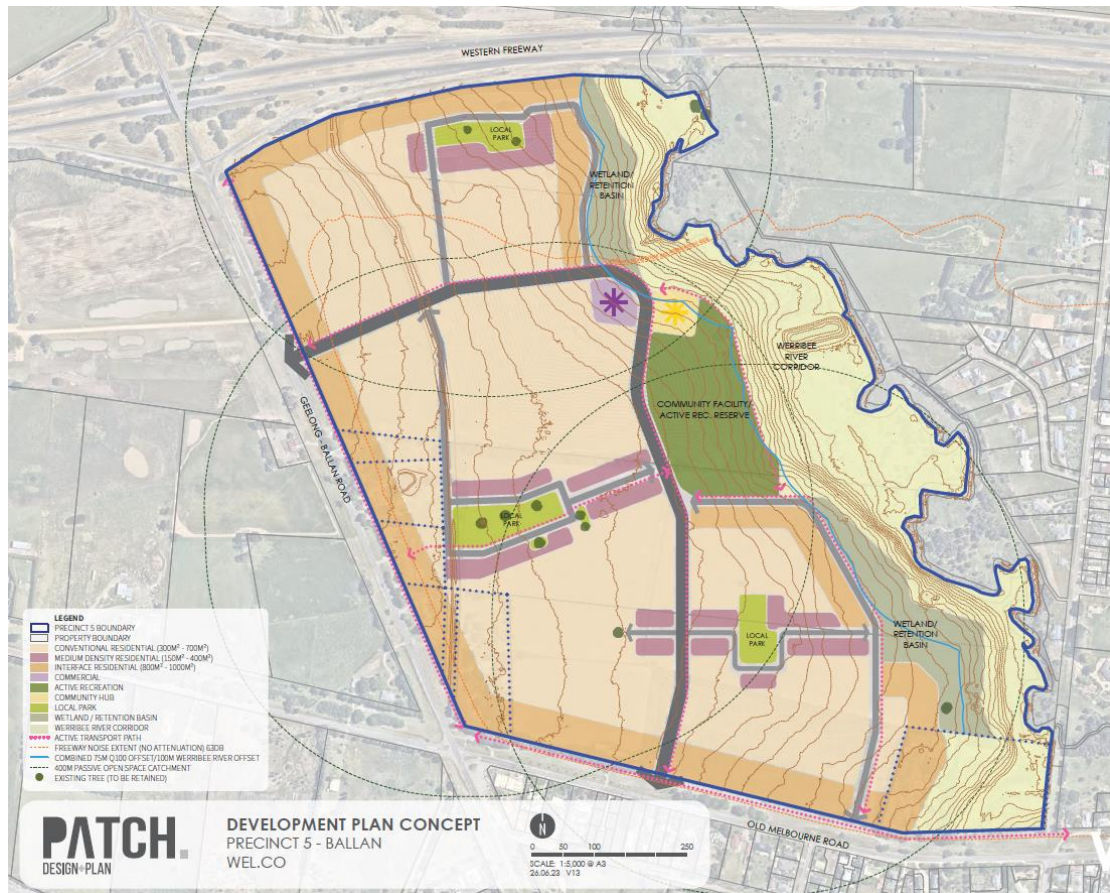 WESTERN FREEWAY
LOCAL
PARK
WETLAND/
RETENTION
BASIN
WERRIBEE
RIVER
CORRIDOR
COMMUNITY FACILITY/
ACTIVE REC. RESERVE
GEELONG - BALLAN ROAD
LOCAL
PARK
WETLAND/
RETENTION
BASIN
LOCAL
PARK
OLD MELBOURNE ROAD
LEGEND
PRECINCT 5 BOUNDARY
PROPERTY BOUNDARY
CONVENTIONAL RESIDENTIAL (300M² - 700M²)
MEDIUM DENSITY RESIDENTIAL (150M² - 400M²)
INTERFACE RESIDENTIAL (800M² - 1000M²)
COMMERCIAL
ACTIVE RECREATION
COMMUNITY HUB
LOCAL PARK
WETLAND / RETENTION BASIN
WERRIBEE RIVER CORRIDOR
ACTIVE TRANSPORT PATH
FREEWAY NOISE EXTENT (NO ATTENUATION) 63DB
COMBINED 75M Q100 OFFSET/100M WERRIBEE RIVER OFFSET
400M PASSIVE OPEN SPACE CATCHMENT
EXISTING TREE (TO BE RETAINED)
PATCH.
DESIGN+PLAN
DEVELOPMENT PLAN CONCEPT
PRECINCT 5 - BALLAN
WEL.CO
N
0 50 100 250
SCALE: 1:5,000 @ A3
26.06.23 V13